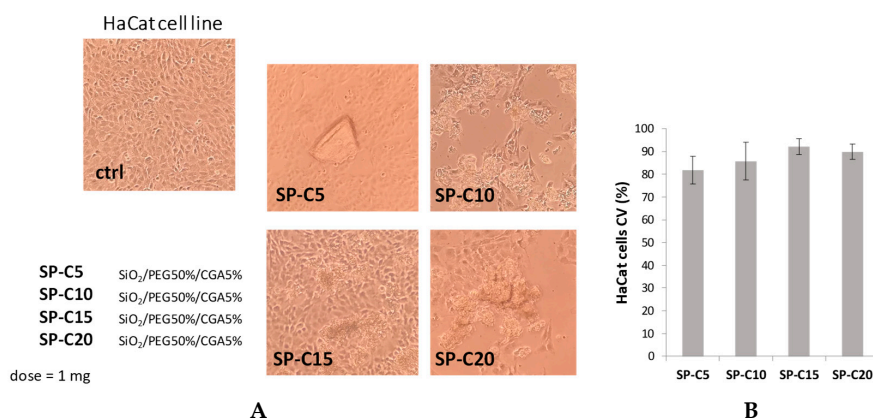 HaCat cell line
ctrl
SP-C5
SP-C10
SP-C15
SP-C20
SP-C5 SiO₂/PEG50%/CGA5%
SP-C10 SiO₂/PEG50%/CGA5%
SP-C15 SiO₂/PEG50%/CGA5%
SP-C20 SiO₂/PEG50%/CGA5%
dose = 1 mg
A
HaCat cells CV (%)
100
90
80
70
60
50
40
30
20
10
0
SP-C5 SP-C10 SP-C15 SP-C20
B